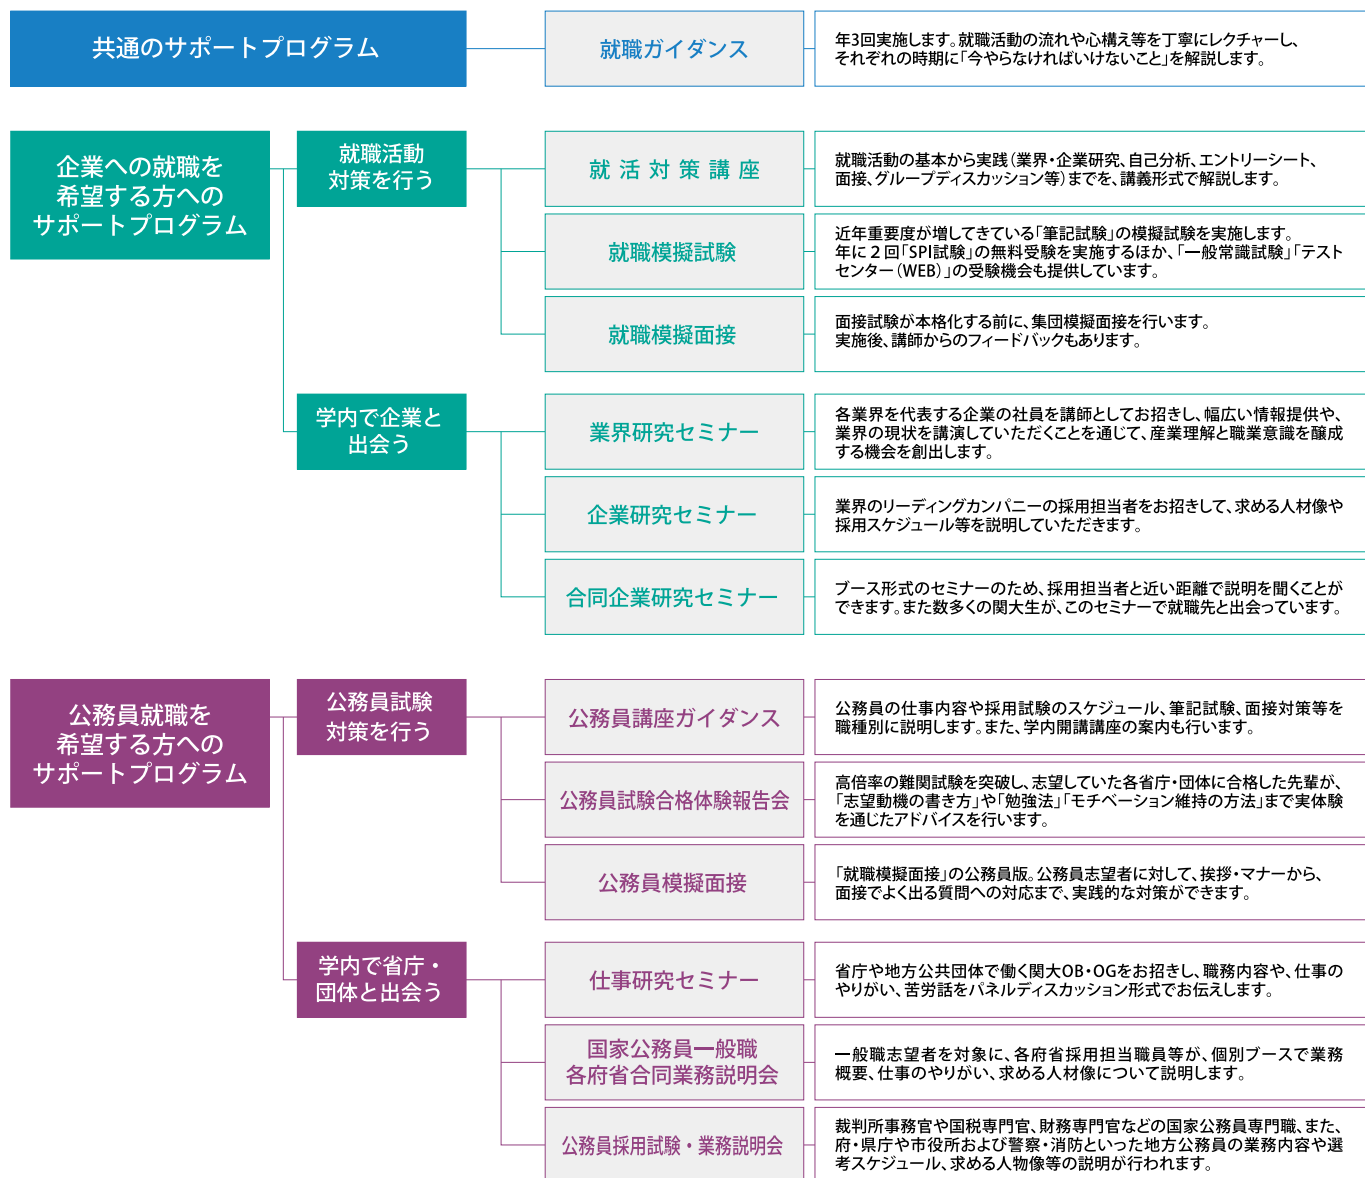 共通のサポートプログラム
就職ガイダンス
年3回実施します。就職活動の流れや心構え等を丁寧にレクチャーし、
それぞれの時期に「今やらなければいけないこと」を解説します。
企業への就職を
希望する方への
サポートプログラム
就職活動
対策を行う
就活対策講座
就職活動の基本から実践（業界・企業研究、自己分析、エントリーシート、
面接、グループディスカッション等）までを、講義形式で解説します。
就職模擬試験
近年重要度が増してきている「筆記試験」の模擬試験を実施します。
年に２回「SPI試験」の無料受験を実施するほか、「一般常識試験」「テスト
センター（WEB）」の受験機会も提供しています。
就職模擬面接
面接試験が本格化する前に、集団模擬面接を行います。
実施後、講師からのフィードバックもあります。
学内で企業と
出会う
業界研究セミナー
各業界を代表する企業の社員を講師としてお招きし、幅広い情報提供や、
業界の現状を講演していただくことを通じて、産業理解と職業意識を醸成
する機会を創出します。
企業研究セミナー
業界のリーディングカンパニーの採用担当者をお招きして、求める人材像や
採用スケジュール等を説明していただきます。
合同企業研究セミナー
ブース形式のセミナーのため、採用担当者と近い距離で説明を聞くことが
できます。また数多くの関大生が、このセミナーで就職先と出会っています。
公務員就職を
希望する方への
サポートプログラム
公務員試験
対策を行う
公務員講座ガイダンス
公務員の仕事内容や採用試験のスケジュール、筆記試験、面接対策等を
職種別に説明します。また、学内開講講座の案内も行います。
公務員試験合格体験報告会
高倍率の難関試験を突破し、志望していた各省庁・団体に合格した先輩が、
「志望動機の書き方」や「勉強法」「モチベーション維持の方法」まで実体験
を通じたアドバイスを行います。
公務員模擬面接
「就職模擬面接」の公務員版。公務員志望者に対して、挨拶・マナーから、
面接でよく出る質問への対応まで、実践的な対策ができます。
学内で省庁・
団体と出会う
仕事研究セミナー
省庁や地方公共団体で働く関大OB・OGをお招きし、職務内容や、仕事の
やりがい、苦労話をパネルディスカッション形式でお伝えします。
国家公務員一般職
各府省合同業務説明会
一般職志望者を対象に、各府省採用担当職員等が、個別ブースで業務
概要、仕事のやりがい、求める人材像について説明します。
公務員採用試験・業務説明会
裁判所事務官や国税専門官、財務専門官などの国家公務員専門職、また、
府・県庁や市役所および警察・消防といった地方公務員の業務内容や選
考スケジュール、求める人物像等の説明が行われます。